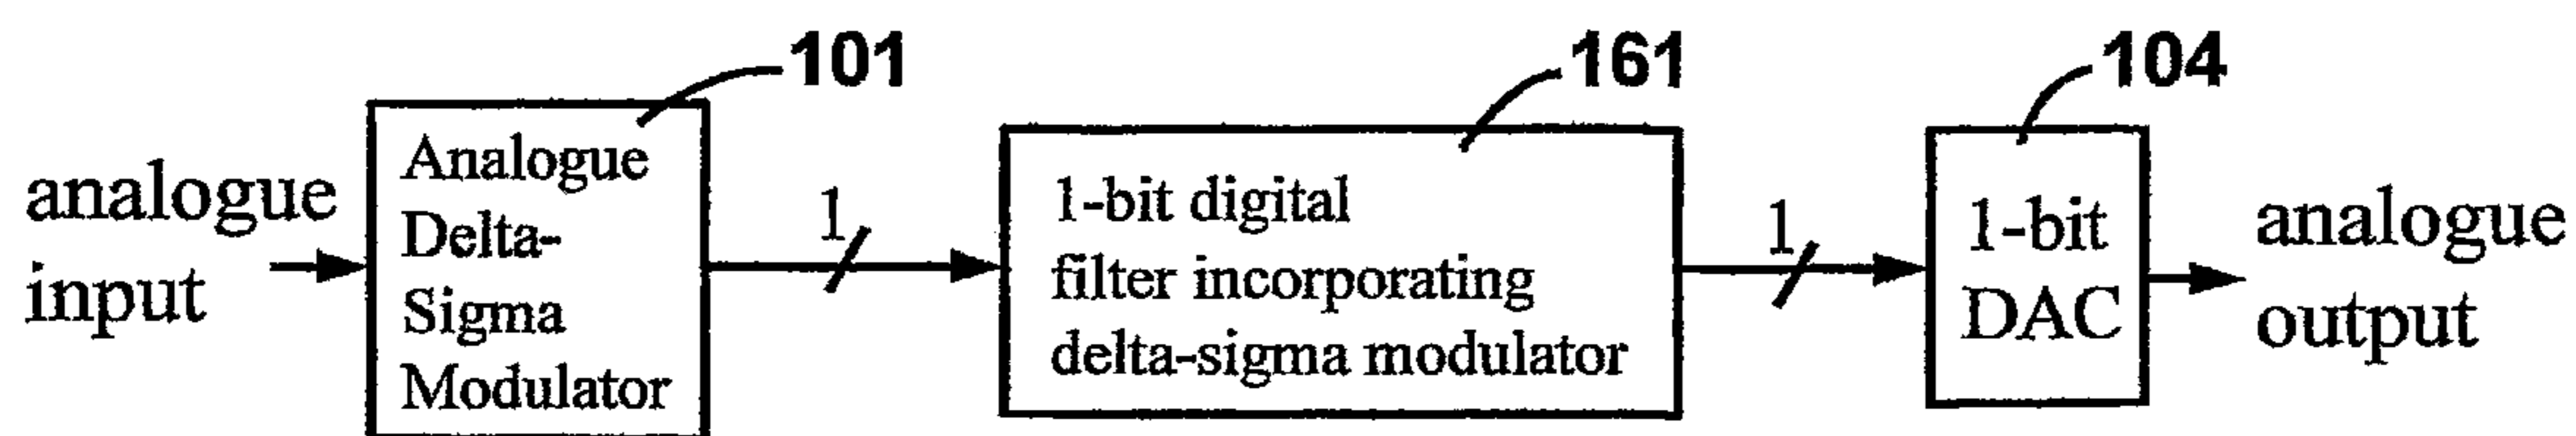 101
161
104
analogue
input
Analogue
Delta-
Sigma
Modulator
1
1-bit digital
filter incorporating
delta-sigma modulator
1
1-bit
DAC
analogue
output